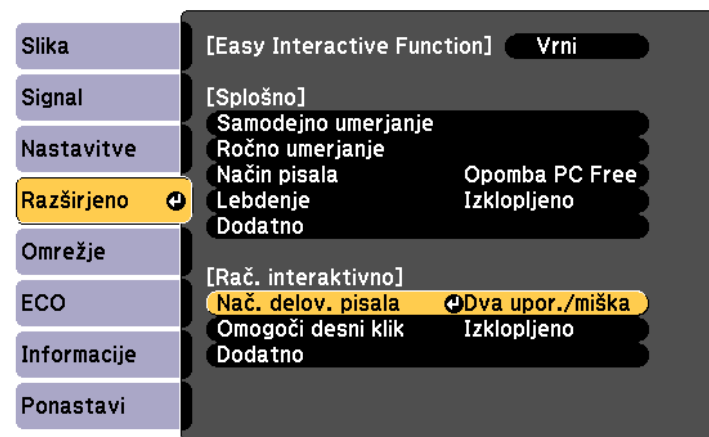 Slika
Signal
Nastavitve
Razširjeno
Omrežje
ECO
Informacije
Ponastavi
[Easy Interactive Function] Vrni
[Splošno]
Samodejno umerjanje
Ročno umerjanje
Način pisala Opomba PC Free
Lebdenje Izklopljeno
Dodatno
[Rač. interaktivno]
Nač. delov. pisala Dva upor./miška
Omogoči desni klik Izklopljeno
Dodatno